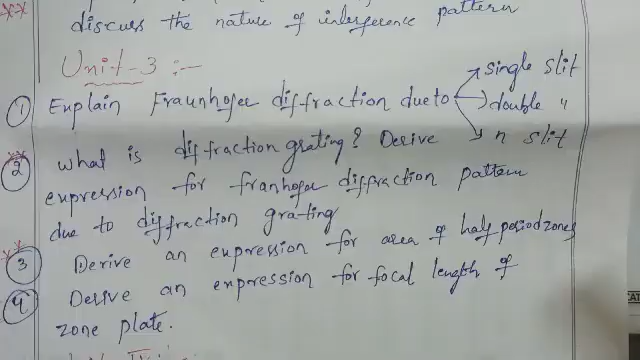 discuss the nature of interference pattern
Unit-3 :-
① Explain Fraunhofer diffraction due to single slit
double "
n slit
② what is diffraction grating? Derive
expression for franhofer diffraction pattern
due to diffraction grating
③ Derive an expression for area of half period zones
④ Derive an expression for focal length of
zone plate.